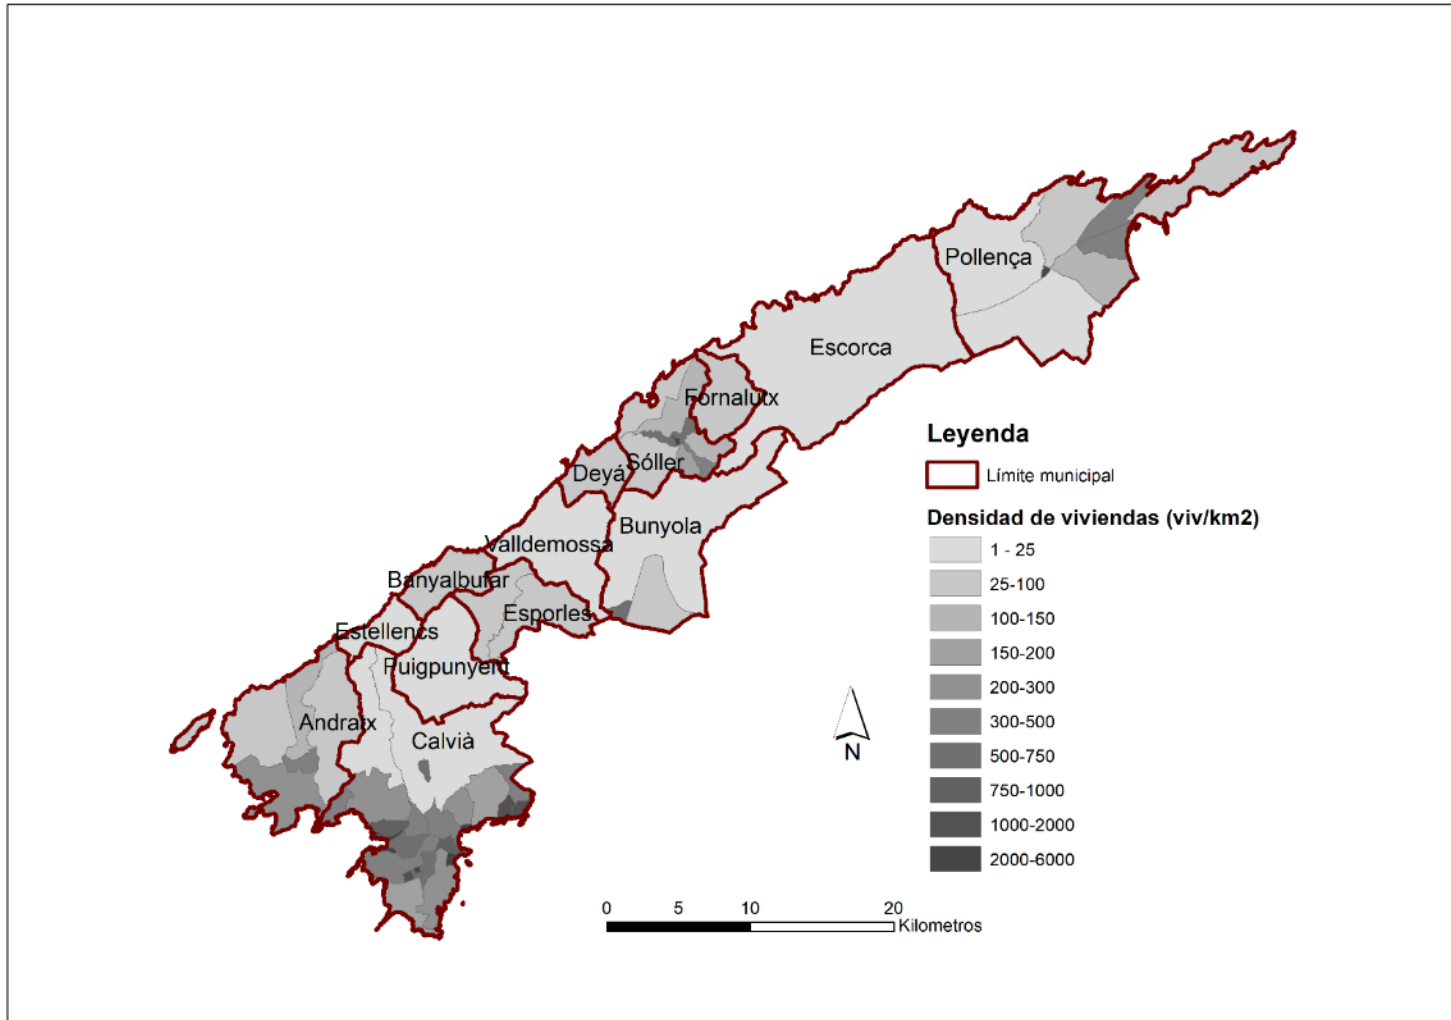 Pollença
Escorca
Fornalutx
Sóller
Deyá
Bunyola
Valldemossa
Banyalbufar
Esporles
Estellencs
Puigpunyent
Andratx
Calvià
Leyenda
Límite municipal
Densidad de viviendas (viv/km2)
1 - 25
25-100
100-150
150-200
200-300
300-500
500-750
750-1000
1000-2000
2000-6000
N
0 5 10 20
Kilometros